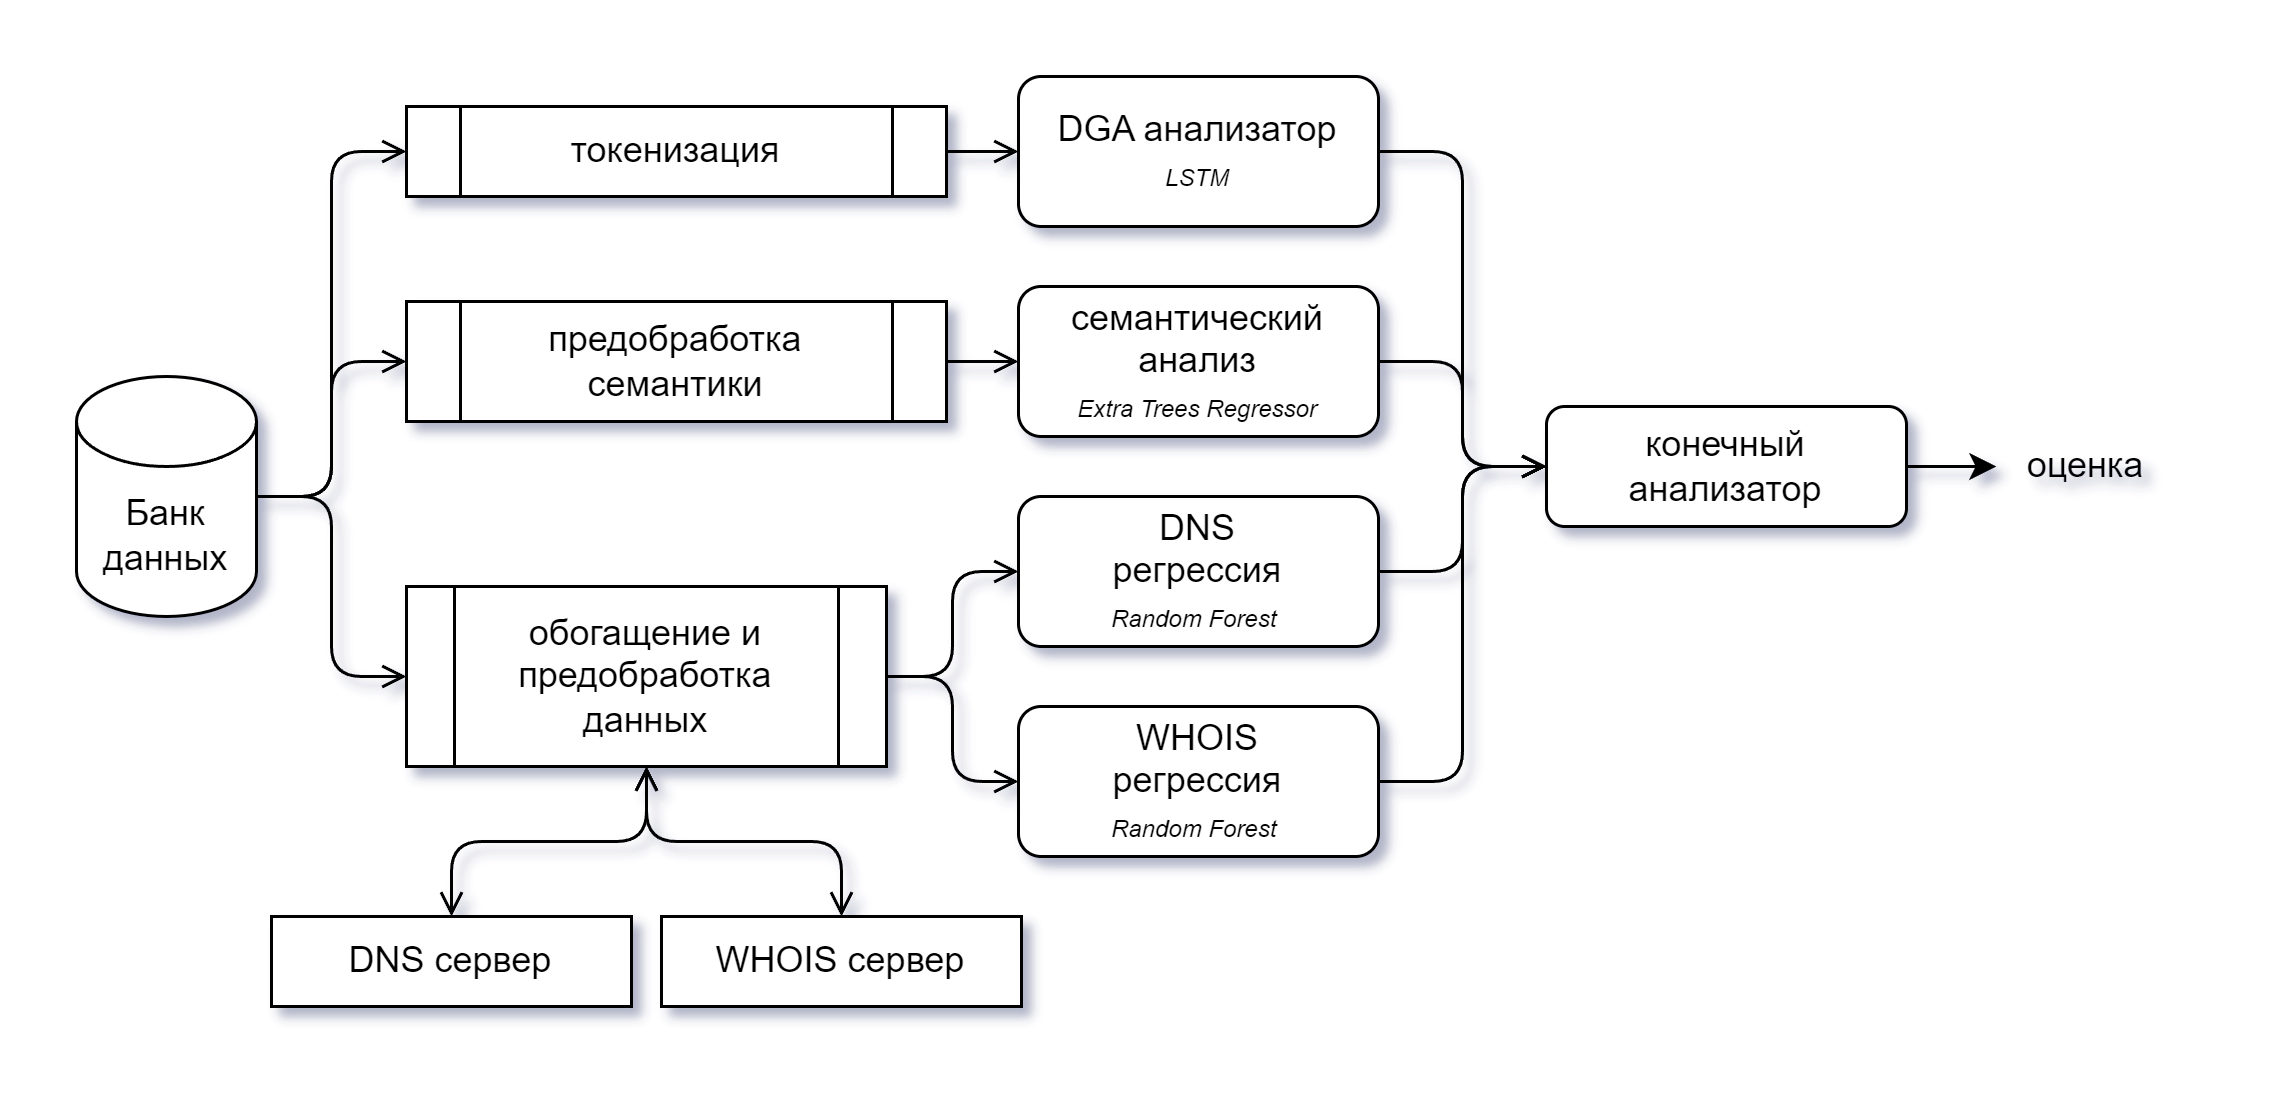 токенизация
DGA анализатор
LSTM
предобработка
семантики
семантический
анализ
Extra Trees Regressor
Банк
данных
конечный
анализатор
оценка
DNS
регрессия
Random Forest
обогащение и
предобработка
данных
WHOIS
регрессия
Random Forest
DNS сервер
WHOIS сервер